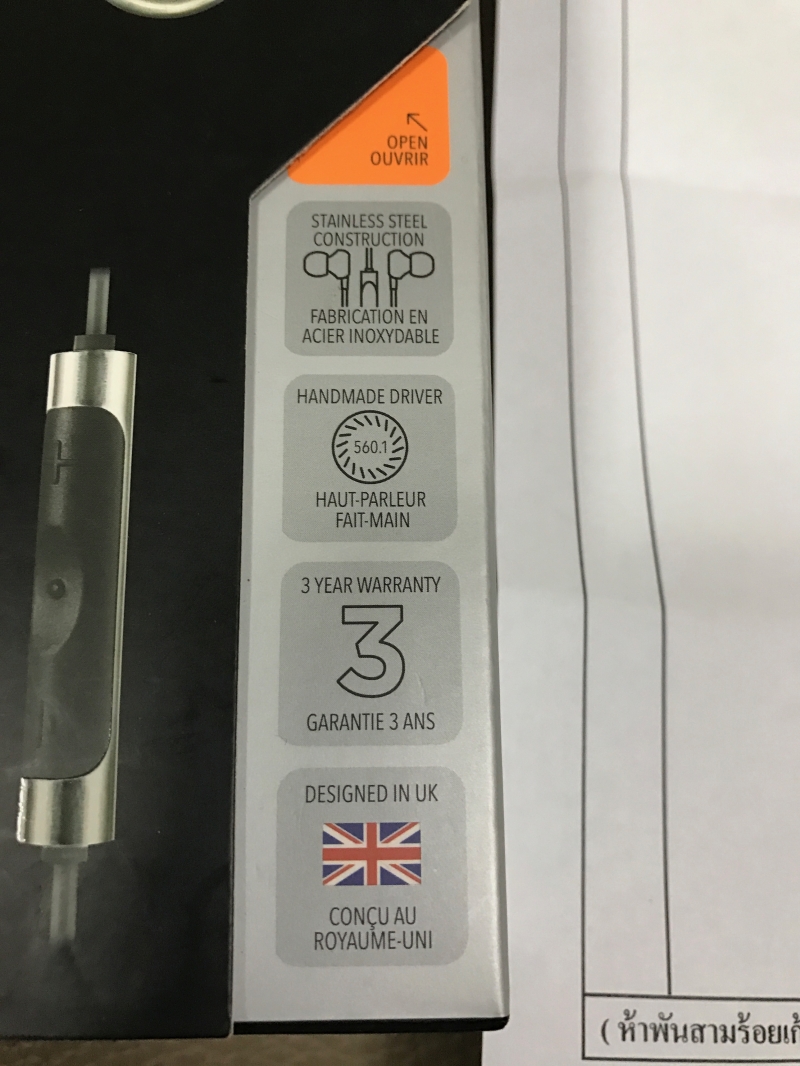 OPEN
OUVRIR
STAINLESS STEEL
CONSTRUCTION
FABRICATION EN
ACIER INOXYDABLE
HANDMADE DRIVER
560.1
HAUT-PARLEUR
FAIT-MAIN
3 YEAR WARRANTY
3
GARANTIE 3 ANS
DESIGNED IN UK
CONÇU AU
ROYAUME-UNI
( ห้าพันสามร้อย